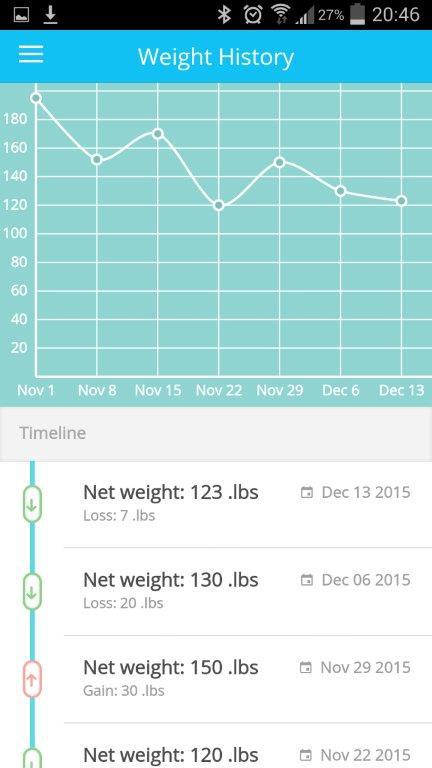 27% 20:46
Weight History
180
160
140
120
100
80
60
40
20
Nov 1 Nov 8 Nov 15 Nov 22 Nov 29 Dec 6 Dec 13
Timeline
Net weight: 123 .lbs Dec 13 2015
Loss: 7 .lbs
Net weight: 130 .lbs Dec 06 2015
Loss: 20 .lbs
Net weight: 150 .lbs Nov 29 2015
Gain: 30 .lbs
Net weight: 120 .lbs Nov 22 2015